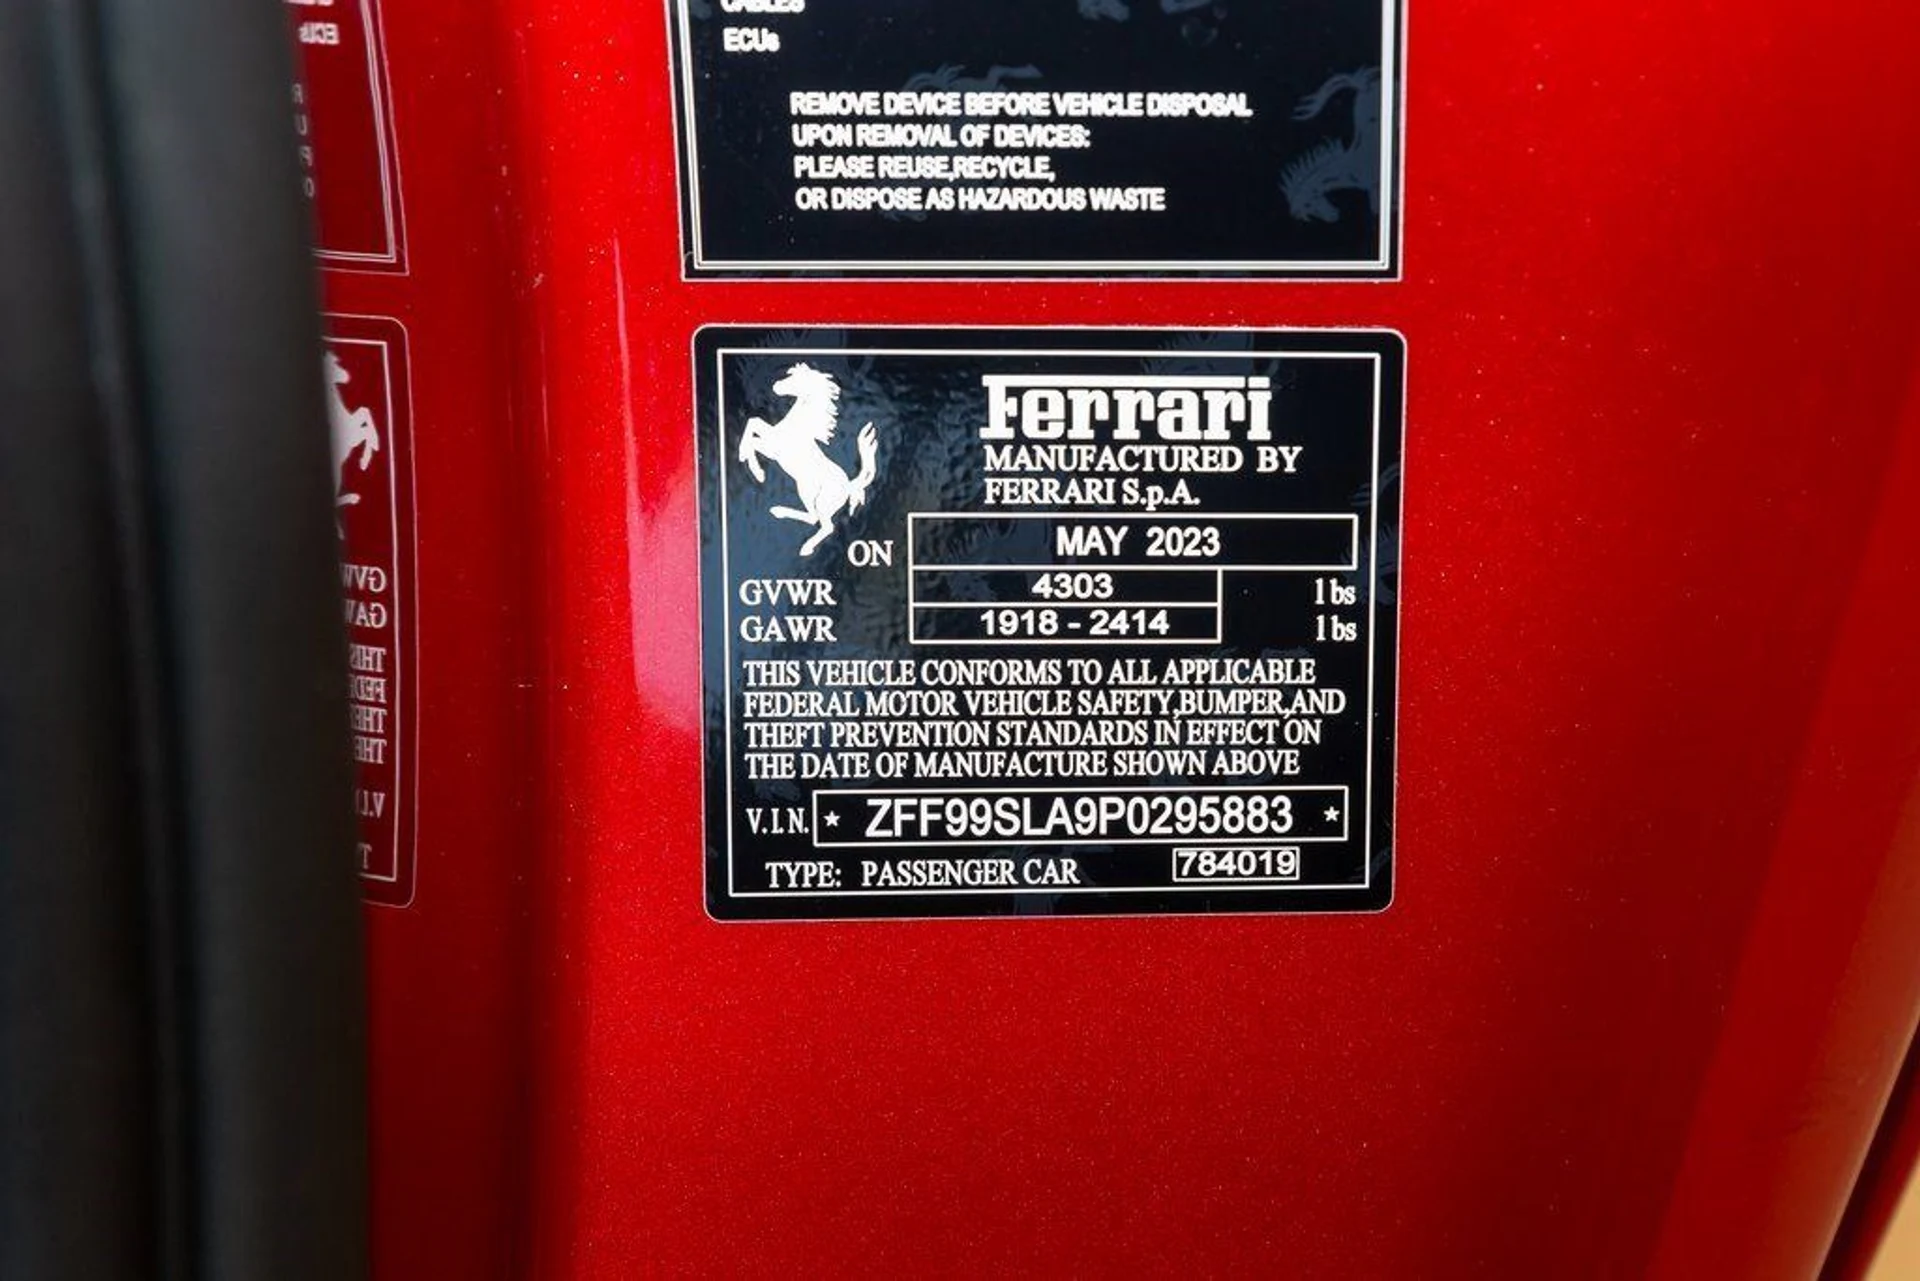 CABLES
ECUs
REMOVE DEVICE BEFORE VEHICLE DISPOSAL
UPON REMOVAL OF DEVICES:
PLEASE REUSE,RECYCLE,
OR DISPOSE AS HAZARDOUS WASTE
Ferrari
MANUFACTURED BY
FERRARI S.p.A.
ON MAY 2023
GVWR 4303 lbs
GAWR 1918 - 2414 lbs
THIS VEHICLE CONFORMS TO ALL APPLICABLE
FEDERAL MOTOR VEHICLE SAFETY,BUMPER,AND
THEFT PREVENTION STANDARDS IN EFFECT ON
THE DATE OF MANUFACTURE SHOWN ABOVE
V.I.N. * ZFF99SLA9P0295883 *
TYPE: PASSENGER CAR 784019